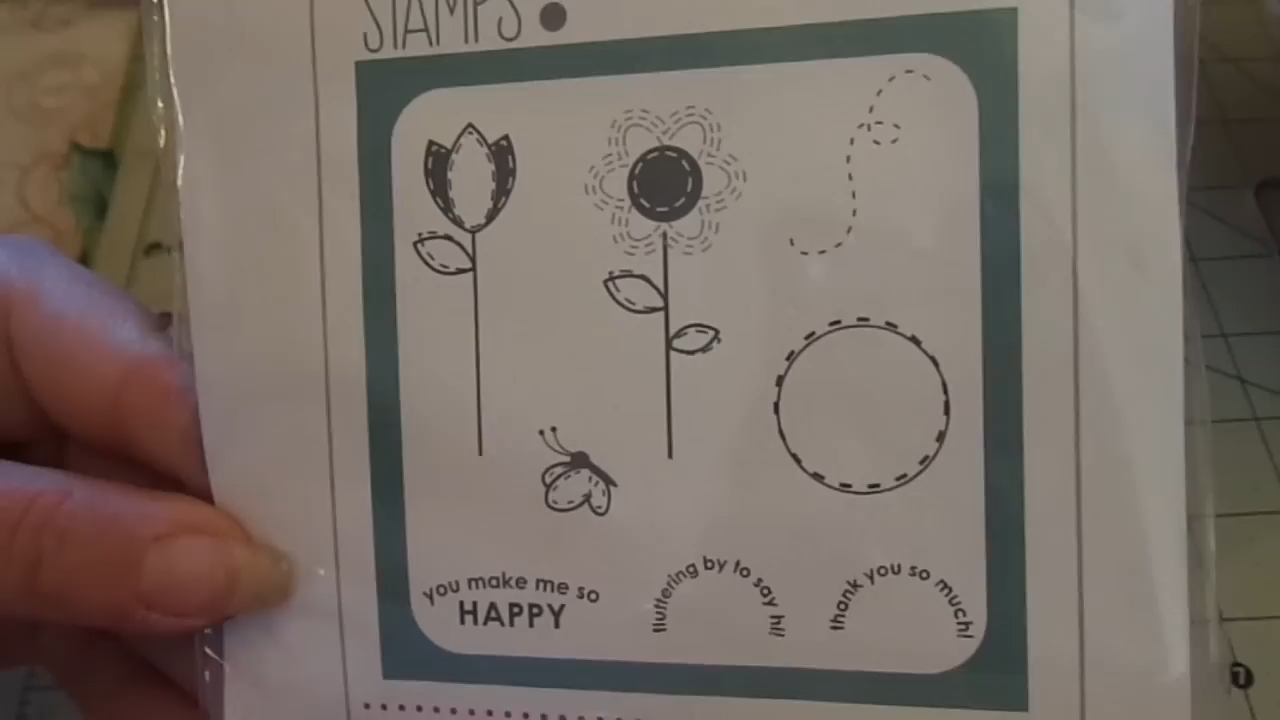 STAMPS
you make me so
HAPPY
fluttering by to say hi!
thank you so much!